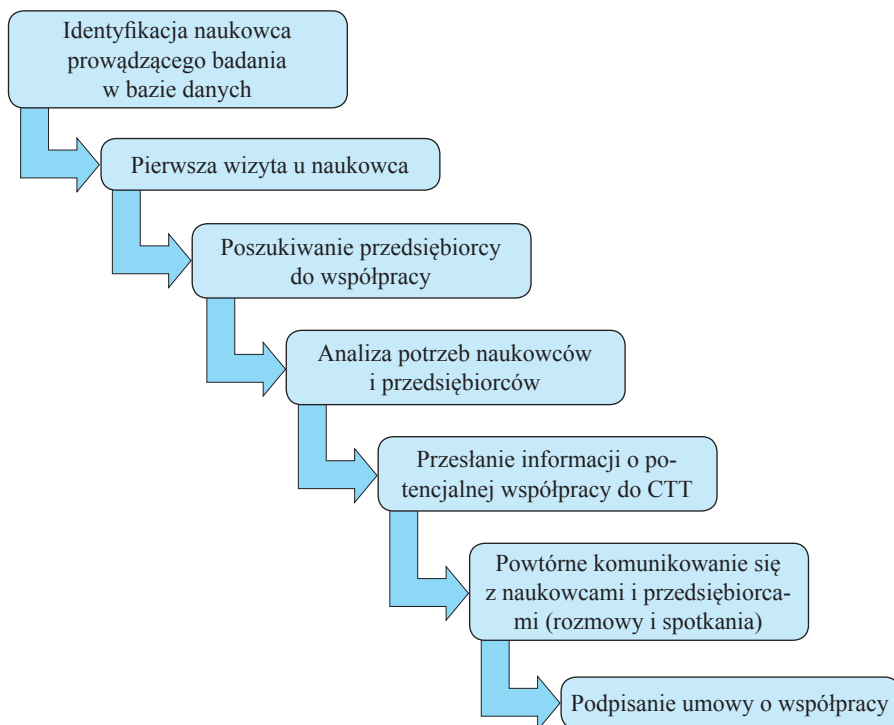 Identyfikacja naukowca
prowądzącego badania
w bazie danych
Pierwsza wizyta u naukowca
Poszukiwanie przedsiębiorcy
do współpracy
Analiza potrzeb naukowców
i przedsiębiorców
Przesłanie informacji o po-
tencjalnej współpracy do CTT
Powtórne komunikowanie się
z naukowcami i przedsiębiorca-
mi (rozmowy i spotkania)
Podpisanie umowy o współpracy